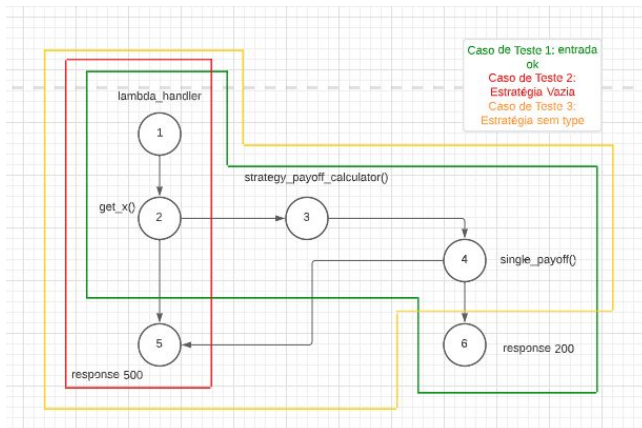 Caso de Teste 1: entrada
ok
Caso de Teste 2:
Estratégia Vazia
Caso de Teste 3:
Estratégia sem type
lambda_handler
1
strategy_payoff_calculator()
get_x()
2
3
4
single_payoff()
5
6
response 200
response 500